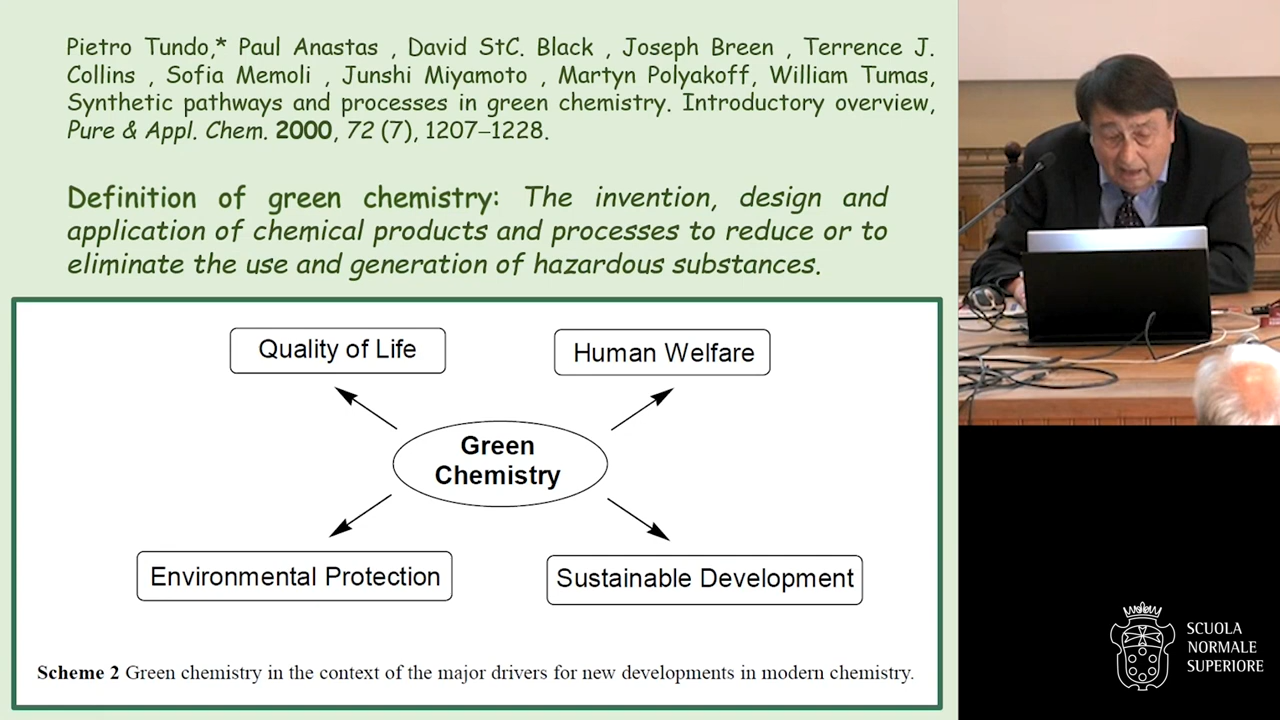 Pietro Tundo,* Paul Anastas , David StC. Black , Joseph Breen , Terrence J.
Collins , Sofia Memoli , Junshi Miyamoto , Martyn Polyakoff, William Tumas,
Synthetic pathways and processes in green chemistry. Introductory overview,
Pure & Appl. Chem. 2000, 72 (7), 1207–1228.
Definition of green chemistry: The invention, design and
application of chemical products and processes to reduce or to
eliminate the use and generation of hazardous substances.
Quality of Life
Human Welfare
Green
Chemistry
Environmental Protection
Sustainable Development
Scheme 2 Green chemistry in the context of the major drivers for new developments in modern chemistry.
SCUOLA
NORMALE
SUPERIORE